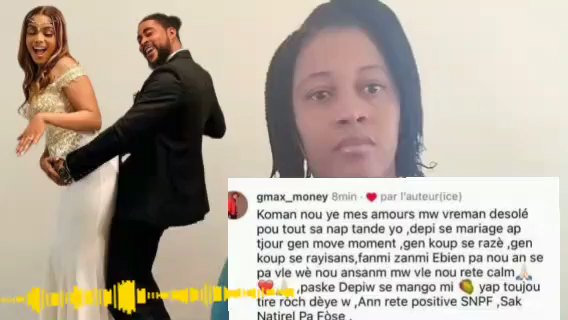 gmax_money 8min · ❤ par l'auteur(ice)
Koman nou ye mes amours mw vreman desolé
pou tout sa nap tande yo ,depi se mariage ap
tjour gen move moment ,gen koup se razè ,gen
koup se rayisans,fanmi zanmi Ebien pa nou an se
pa vle wè nou ansanm mw vle nou rete calm🙏🏻
❤️🙏🏻 ,paske Depiw se mango mi 🥭 yap toujou
tire ròch dèye w ,Ann rete positive SNPF ,Sak
Natirel Pa Fòse .